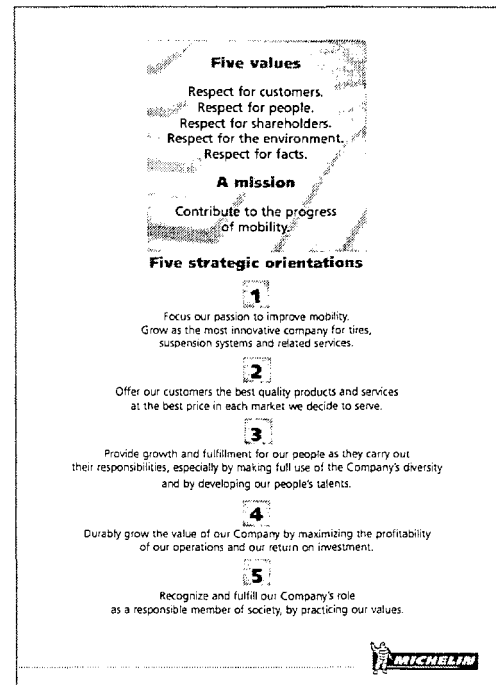 Five values
Respect for customers.
Respect for people.
Respect for shareholders.
Respect for the environment.
Respect for facts.
A mission
Contribute to the progress
of mobility.
Five strategic orientations
1
Focus our passion to improve mobility.
Grow as the most innovative company for tires,
suspension systems and related services.
2
Offer our customers the best quality products and services
at the best price in each market we decide to serve.
3
Provide growth and fulfillment for our people as they carry out
their responsibilities, especially by making full use of the Company's diversity
and by developing our people's talents.
4
Durably grow the value of our Company by maximizing the profitability
of our operations and our return on investment.
5
Recognize and fulfill our Company's role
as a responsible member of society, by practicing our values.
MICHELIN